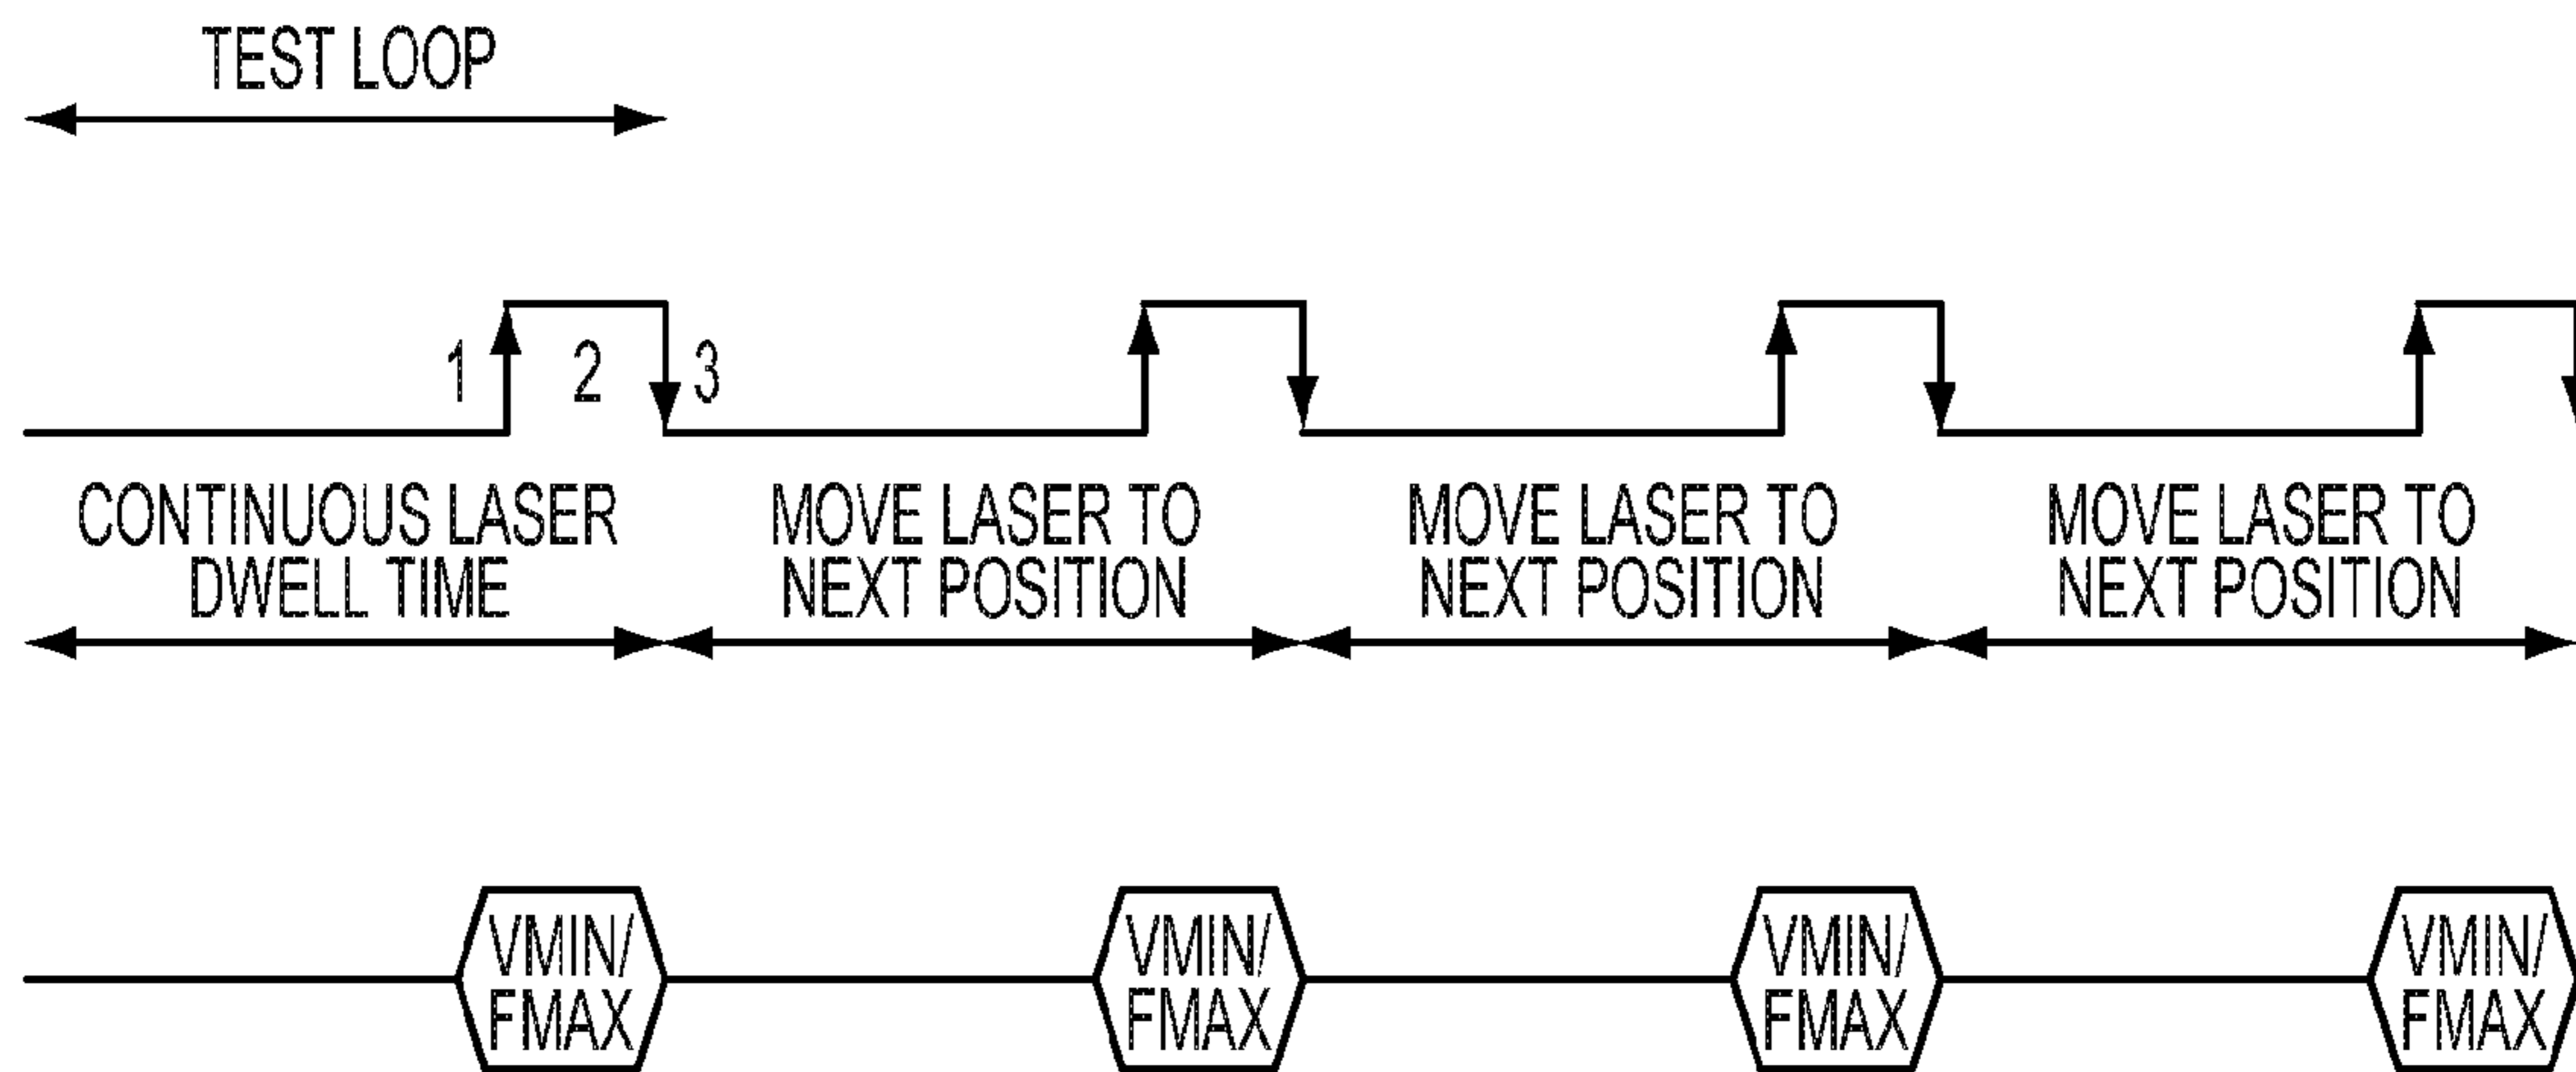 TEST LOOP
1
2
3
CONTINUOUS LASER
DWELL TIME
MOVE LASER TO
NEXT POSITION
MOVE LASER TO
NEXT POSITION
MOVE LASER TO
NEXT POSITION
VMIN/
FMAX
VMIN/
FMAX
VMIN/
FMAX
VMIN/
FMAX